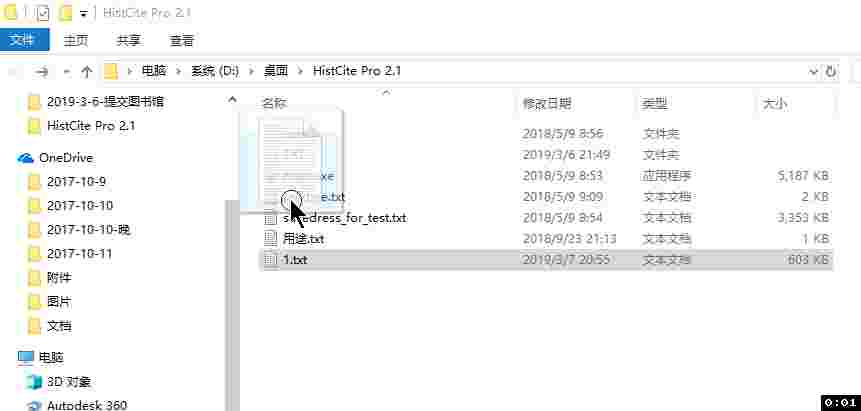 HistCite Pro 2.1
文件 主页 共享 查看
电脑 系统 (D:) 桌面 HistCite Pro 2.1
2019-3-6-提交图书馆
HistCite Pro 2.1
OneDrive
2017-10-9
2017-10-10
2017-10-10-晚
2017-10-11
附件
图片
文档
电脑
3D 对象
Autodesk 360
名称 修改日期 类型 大小
2018/5/9 8:56 文件夹
2019/3/6 21:49 文件夹
xe 2018/5/9 8:53 应用程序 5,187 KB
e.txt 2018/5/9 9:09 文本文档 2 KB
edress_for_test.txt 2018/5/9 8:54 文本文档 3,353 KB
用途.txt 2018/9/23 21:13 文本文档 1 KB
1.txt 2019/3/7 20:55 文本文档 603 KB
0:01